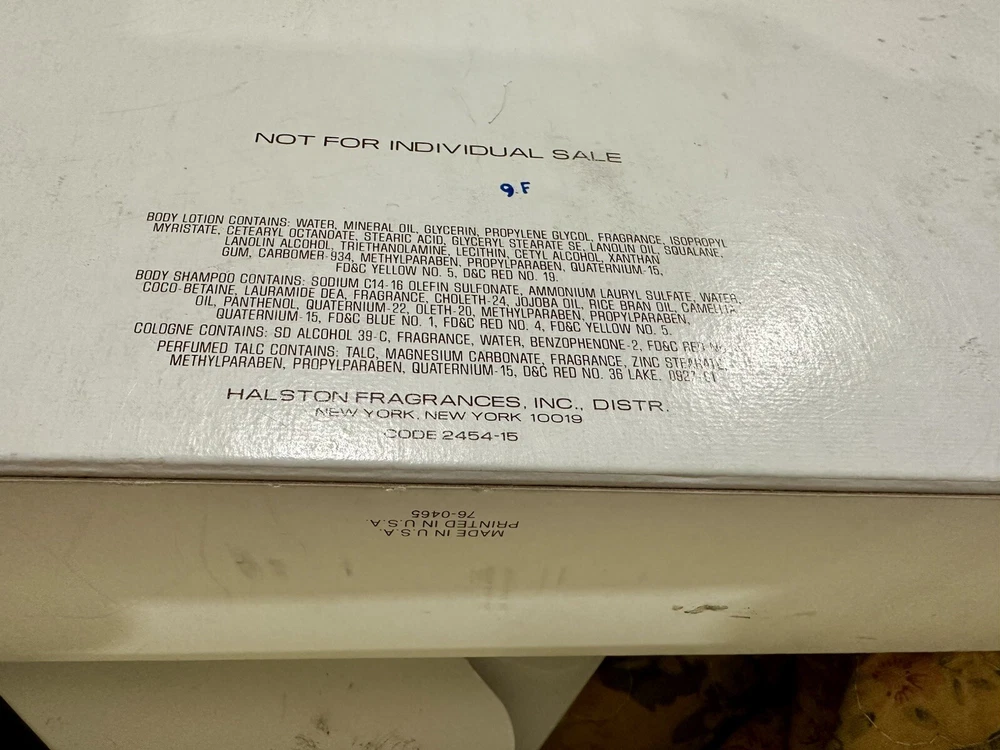 NOT FOR INDIVIDUAL SALE
9.F
BODY LOTION CONTAINS: WATER, MINERAL OIL, GLYCERIN, PROPYLENE GLYCOL, FRAGRANCE, ISOPROPYL
MYRISTATE, CETEARYL OCTANOATE, STEARIC ACID, GLYCERYL STEARATE SE, LANOLIN OIL, SQUALANE,
LANOLIN ALCOHOL, TRIETHANOLAMINE, LECITHIN, CETYL ALCOHOL, XANTHAN
GUM, CARBOMER-934, METHYLPARABEN, PROPYLPARABEN, QUATERNIUM-15,
FD&C YELLOW NO. 5, D&C RED NO. 19.
BODY SHAMPOO CONTAINS: SODIUM C14-16 OLEFIN SULFONATE, AMMONIUM LAURYL SULFATE, WATER,
COCO-BETAINE, LAURAMIDE DEA, FRAGRANCE, CHOLETH-24, JOJOBA OIL, RICE BRAN OIL, CAMELLIA
OIL, PANTHENOL, QUATERNIUM-22, OLETH-20, METHYLPARABEN, PROPYLPARABEN,
QUATERNIUM-15, FD&C BLUE NO. 1, FD&C RED NO. 4, FD&C YELLOW NO. 5.
COLOGNE CONTAINS: SD ALCOHOL 39-C, FRAGRANCE, WATER, BENZOPHENONE-2, FD&C RED
PERFUMED TALC CONTAINS: TALC, MAGNESIUM CARBONATE, FRAGRANCE, ZINC STEARATE,
METHYLPARABEN, PROPYLPARABEN, QUATERNIUM-15, D&C RED NO. 36 LAKE.
HALSTON FRAGRANCES, INC., DISTR.
NEW YORK, NEW YORK 10019
CODE 2454-15
MADE IN U.S.A.
PRINTED IN U.S.A.
76-0465